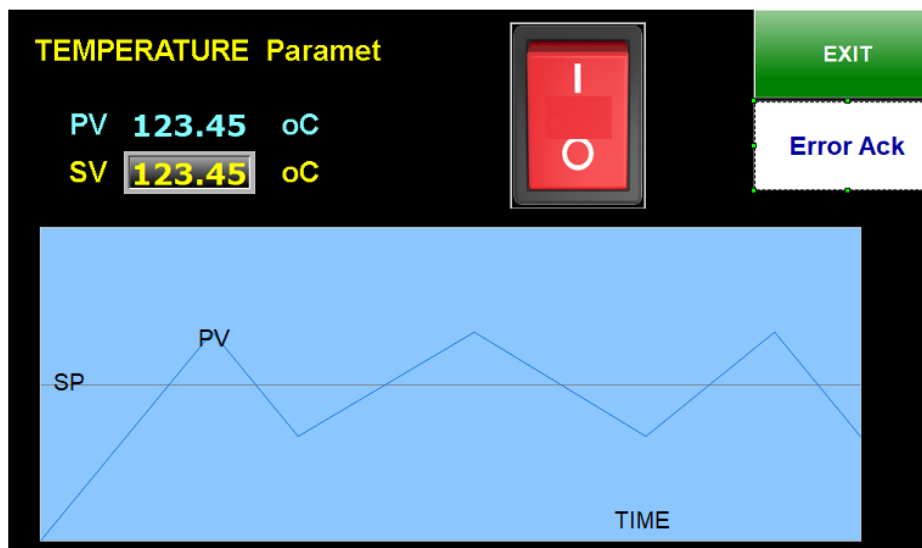 TEMPERATURE Paramet
EXIT
PV 123.45 oC
Error Ack
SV 123.45 oC
I
O
PV
SP
TIME